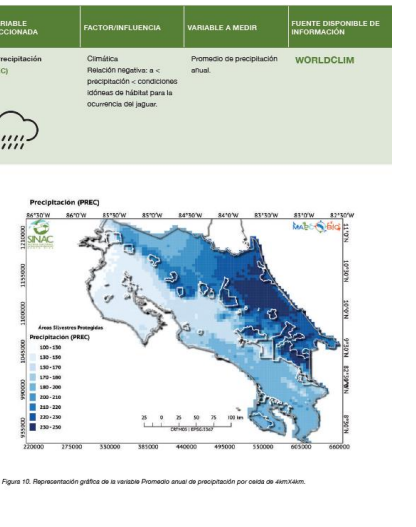 RIABLE
CCIONADA
FACTOR/INFLUENCIA
VARIABLE A MEDIR
FUENTE DISPONIBLE DE
INFORMACIÓN
recipitación
C)
Climática
Relación negativa: a <
precipitación < condiciones
idóneas de hábitat para la
ocurrencia del jaguar.
Promedio de precipitación
anual.
WORLDCLIM
Precipitación (PREC)
86°30'W 86°0'W 85°30'W 85°0'W 84°30'W 84°0'W 83°30'W 83°0'W 82°30'W
SINAC
11°0'N
10°30'N
10°0'N
9°30'N
8°30'N
1210000
1155000
1100000
1045000
990000
935000
Áreas Silvestres Protegidas
Precipitación (PREC)
100 -130
130 -150
130 -170
170 -180
180 -200
200 -210
210 -220
220 -230
230 -250
25 0 25 50 75 100 km
CRTM05 : EPSG:5367
220000 275000 330000 385000 440000 495000 550000 605000 660000
Figura 10. Representación gráfica de la variable Promedio anual de precipitación por celda de 4kmX4km.